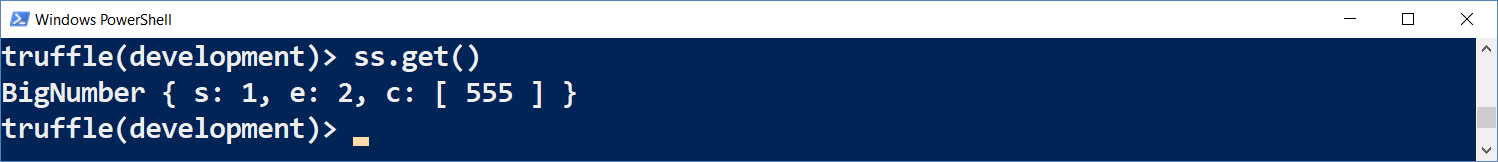 Windows PowerShell
truffle(development)> ss.get()
BigNumber { s: 1, e: 2, c: [ 555 ] }
truffle(development)>